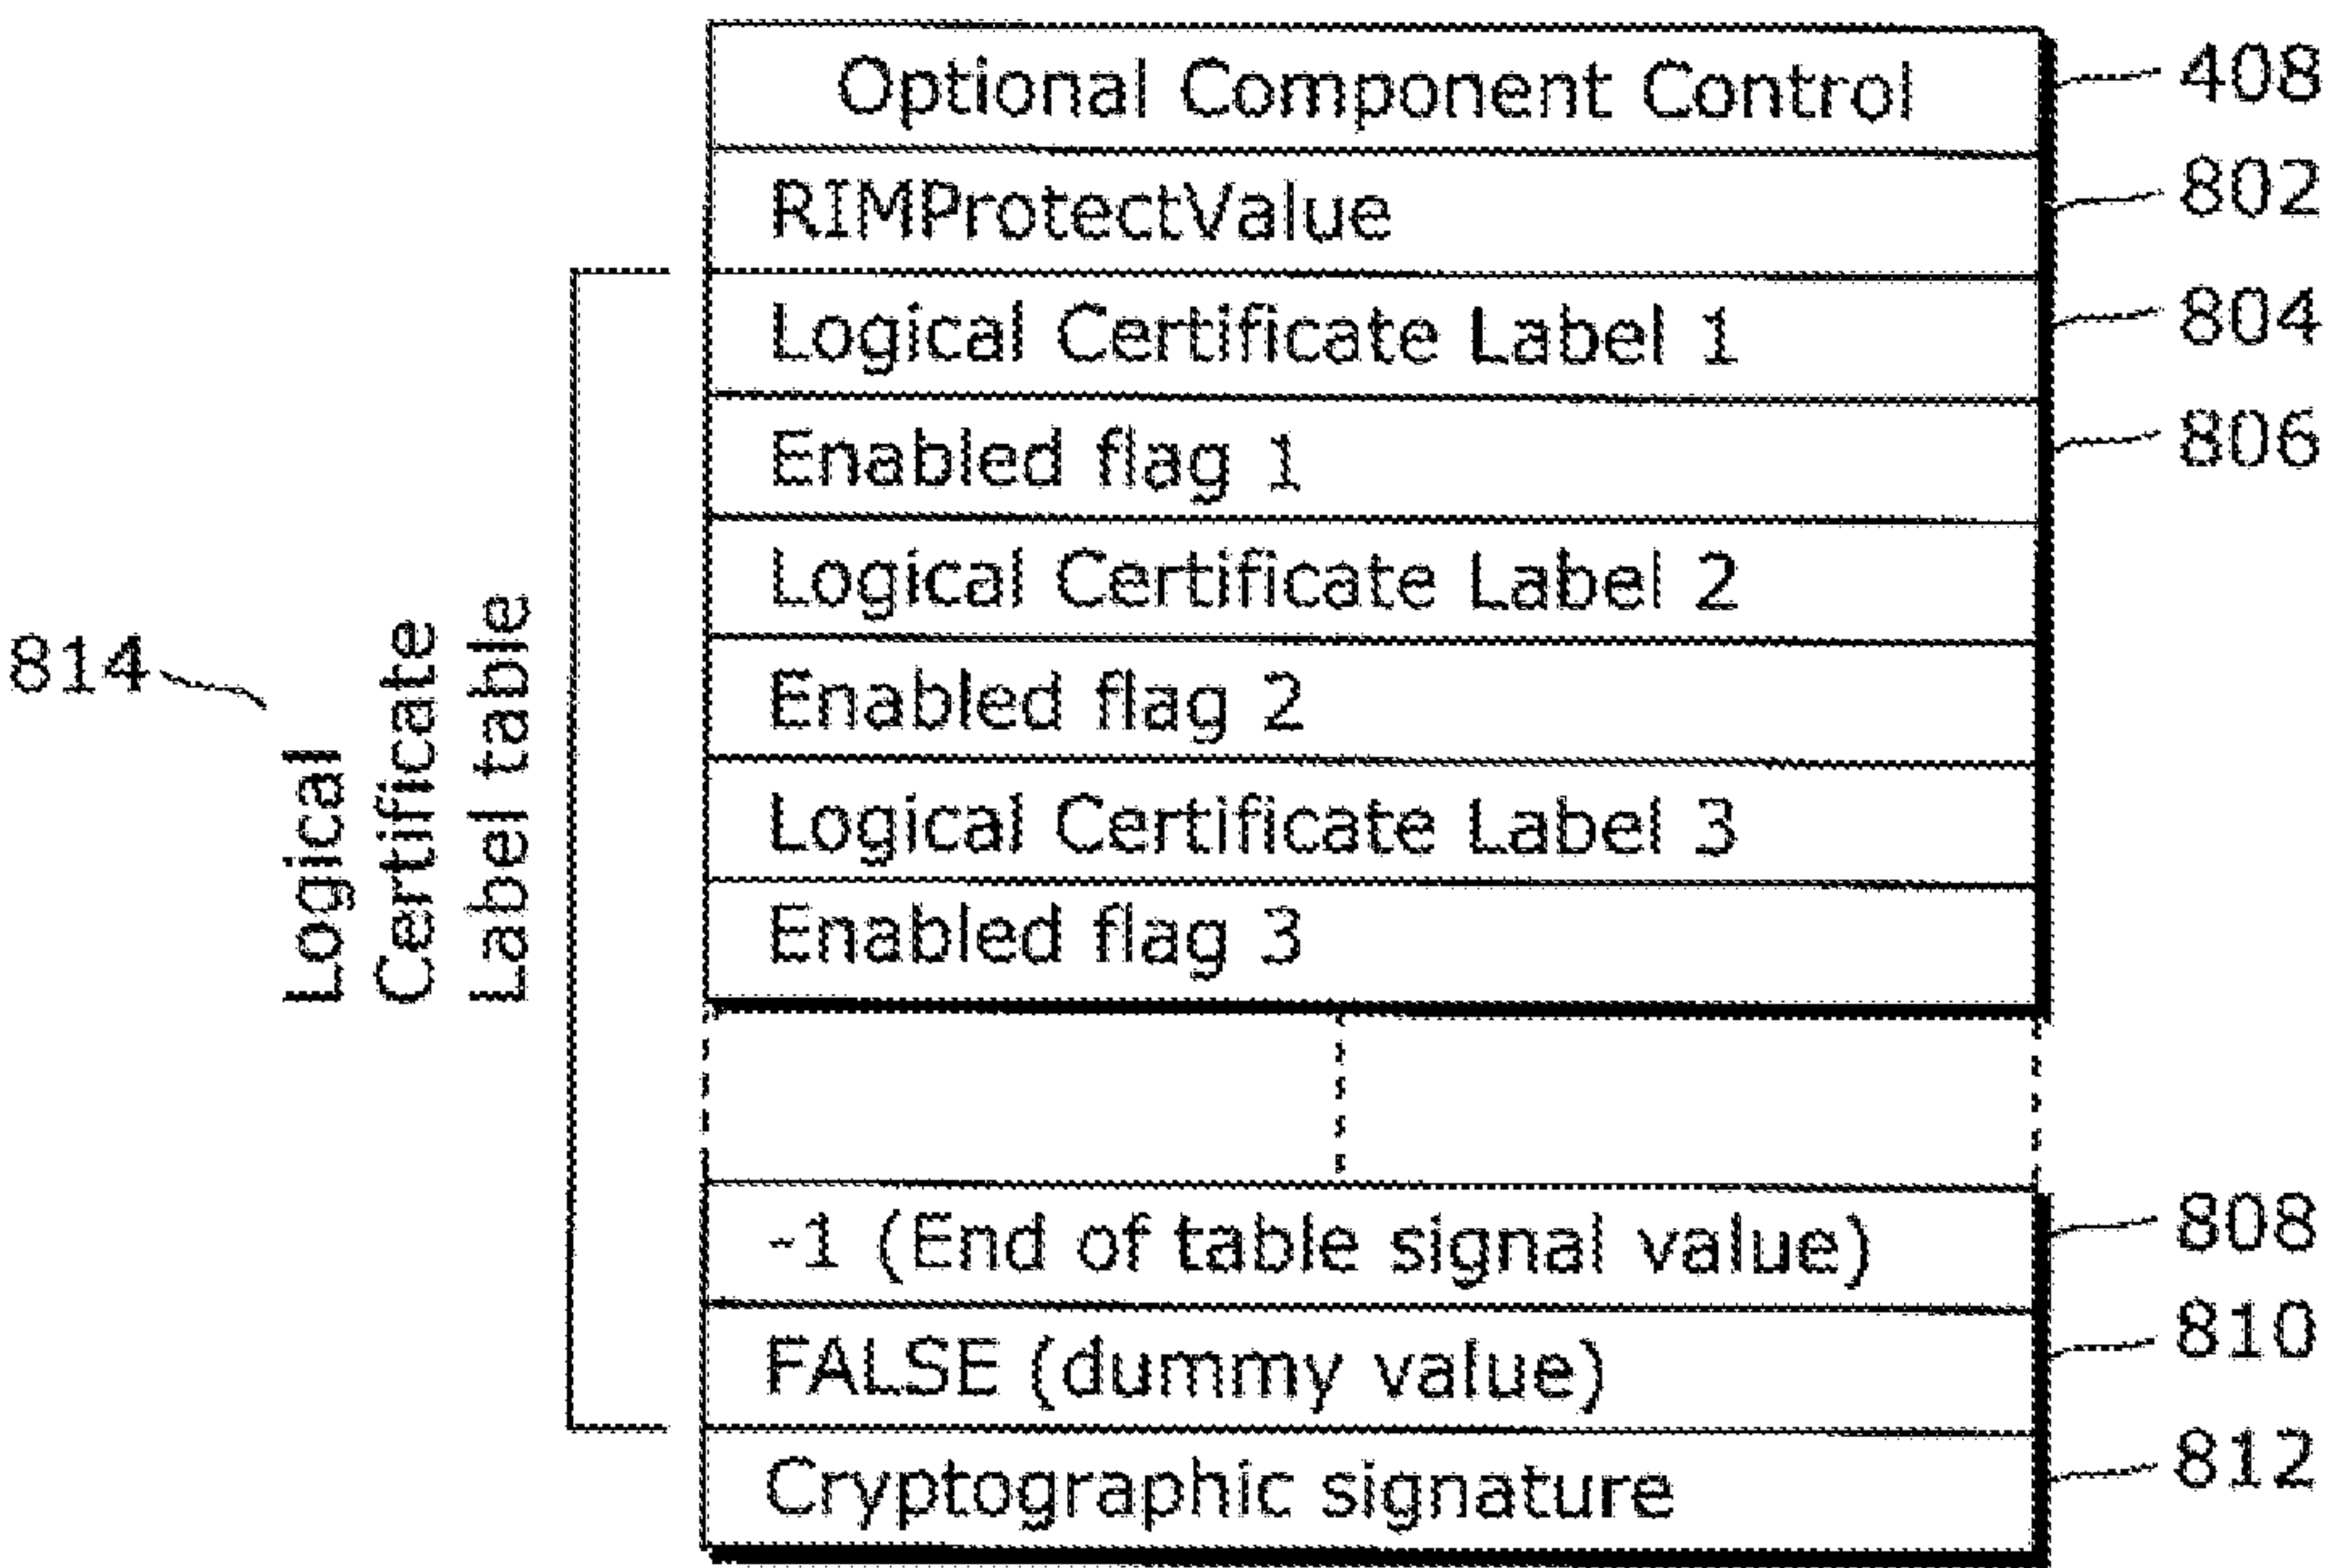 Optional Component Control
408
RIMProtectValue
802
Logical Certificate Label 1
804
Enabled flag 1
806
Logical Certificate Label 2
Enabled flag 2
Logical Certificate Label 3
Enabled flag 3
814
Logical
Certificate
Label table
-1 (End of table signal value)
808
FALSE (dummy value)
810
Cryptographic signature
812